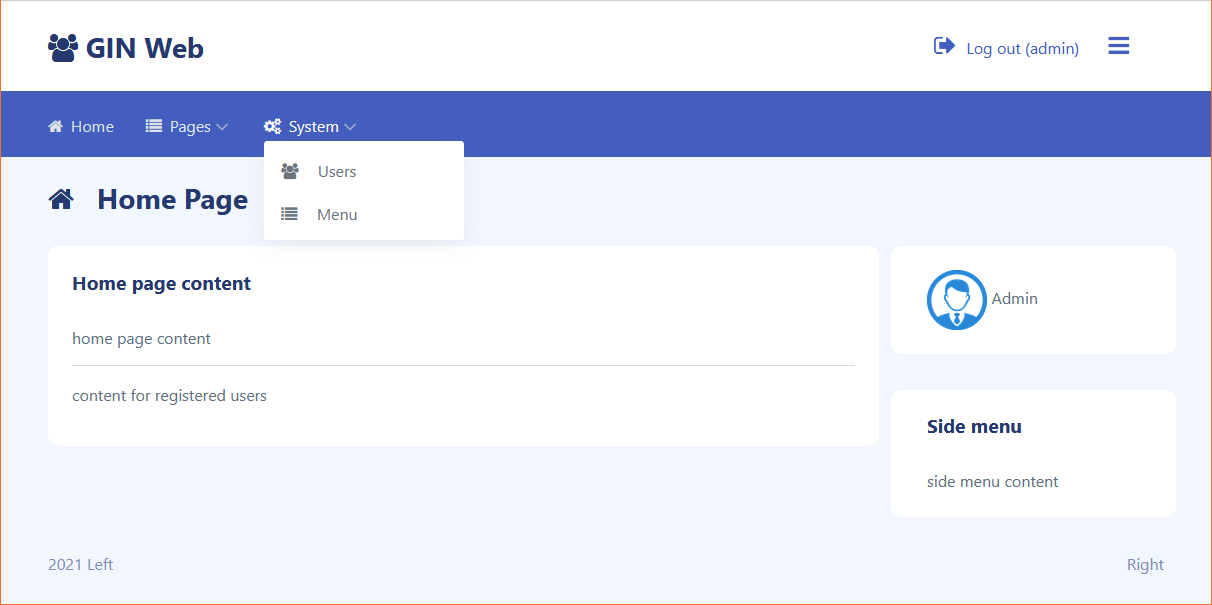 GIN Web
Log out (admin)
Home
Pages
System
Users
Menu
Home Page
Home page content
home page content
content for registered users
Admin
Side menu
side menu content
2021 Left
Right